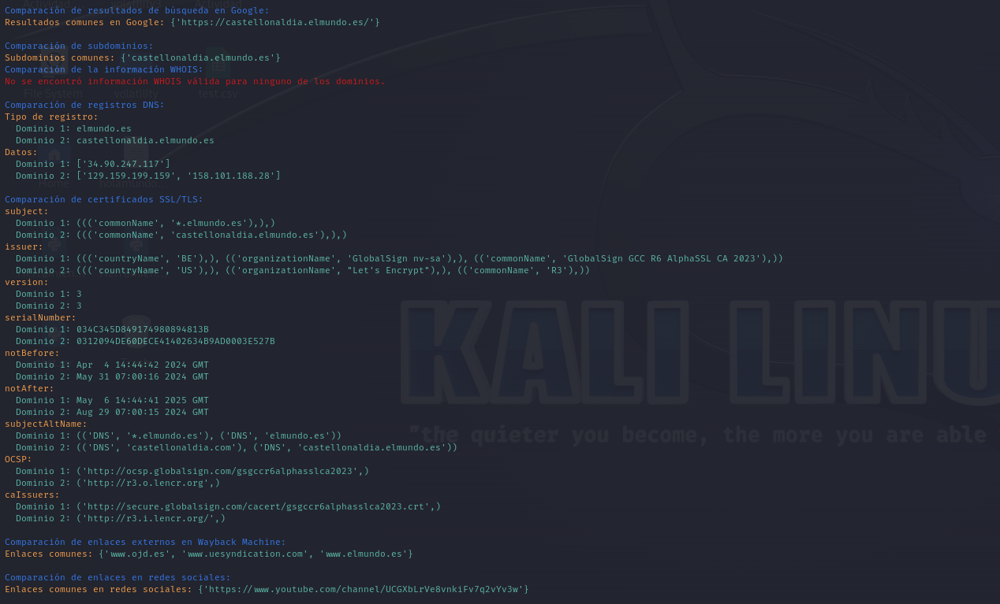 Comparación de resultados de búsqueda en Google:
Resultados comunes en Google: {'https://castellonaldia.elmundo.es/'}
Comparación de subdominios:
Subdominios comunes: {'castellonaldia.elmundo.es'}
Comparación de la información WHOIS:
No se encontró información WHOIS válida para ninguno de los dominios.
File System
volatility
test.csv
Comparación de registros DNS:
Tipo de registro:
Dominio 1: elmundo.es
Dominio 2: castellonaldia.elmundo.es
Datos:
Dominio 1: ['34.90.247.117']
Dominio 2: ['129.159.199.159', '158.101.188.28']
Home
Comparación de certificados SSL/TLS:
subject:
Dominio 1: ((('commonName', '*.elmundo.es'),),)
Dominio 2: ((('commonName', 'castellonaldia.elmundo.es'),),)
issuer:
Dominio 1: ((('countryName', 'BE'),), (('organizationName', 'GlobalSign nv-sa'),), (('commonName', 'GlobalSign GCC R6 AlphaSSL CA 2023'),))
Dominio 2: ((('countryName', 'US'),), (('organizationName', "Let's Encrypt"),), (('commonName', 'R3'),))
version:
Dominio 1: 3
Dominio 2: 3
serialNumber:
Dominio 1: 034C345D849174980894813B
Dominio 2: 0312094DE60DECE41402634B9AD0003E527B
notBefore:
Dominio 1: Apr  4 14:44:42 2024 GMT
Dominio 2: May 31 07:00:16 2024 GMT
notAfter:
Dominio 1: May  6 14:44:41 2025 GMT
Dominio 2: Aug 29 07:00:15 2024 GMT
KALI LINU
subjectAltName:
Dominio 1: (('DNS', '*.elmundo.es'), ('DNS', 'elmundo.es'))
"the quieter you become, the more you are able
Dominio 2: (('DNS', 'castellonaldia.com'), ('DNS', 'castellonaldia.elmundo.es'))
OCSP:
Dominio 1: ('http://ocsp.globalsign.com/gsgccr6alphasslca2023',)
Dominio 2: ('http://r3.o.lencr.org',)
caIssuers:
Dominio 1: ('http://secure.globalsign.com/cacert/gsgccr6alphasslca2023.crt',)
Dominio 2: ('http://r3.i.lencr.org/',)
Comparación de enlaces externos en Wayback Machine:
Enlaces comunes: {'www.ojd.es', 'www.uesyndication.com', 'www.elmundo.es'}
Comparación de enlaces en redes sociales:
Enlaces comunes en redes sociales: {'https://www.youtube.com/channel/UCGXbLrVe8vnkiFv7q2vYv3w'}